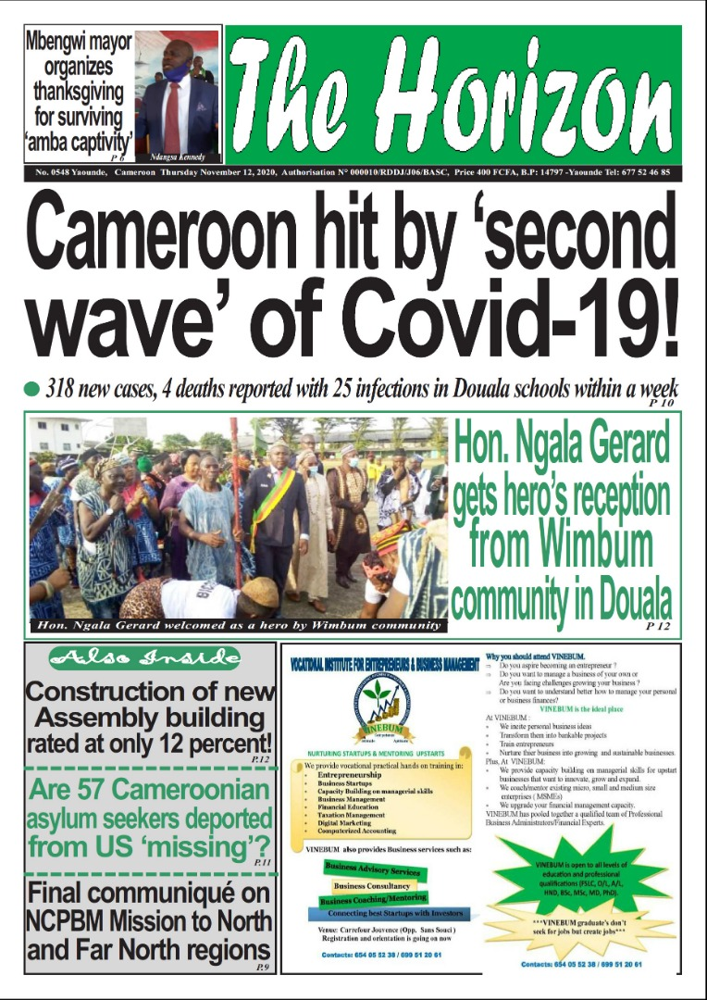 Mbengwi mayor
organizes
thanksgiving
for surviving
'amba captivity'
P 6
Ndangsa Kennedy
The Horizon
No. 0548 Yaounde, Cameroon Thursday November 12, 2020, Authorisation N° 000010/RDDJ/J06/BASC, Price 400 FCFA, B.P: 14797 -Yaounde Tel: 677 52 46 85
Cameroon hit by 'second
wave' of Covid-19!
● 318 new cases, 4 deaths reported with 25 infections in Douala schools within a week
P 10
Hon. Ngala Gerard
gets hero's reception
from Wimbum
community in Douala
P 12
Hon. Ngala Gerard welcomed as a hero by Wimbum community
Also Inside
Construction of new
Assembly building
rated at only 12 percent!
P.12
Are 57 Cameroonian
asylum seekers deported
from US 'missing'?
P.11
Final communiqué on
NCPBM Mission to North
and Far North regions
P.9
VOCATIONAL INSTITUTE FOR ENTREPRENEURS & BUSINESS MANAGEMENT
VINEBUM
NURTURING STARTUPS & MENTORING UPSTARTS
We provide vocational practical hands on training in:
Entrepreneurship
Business Startups
Capacity Building on managerial skills
Business Management
Financial Education
Taxation Management
Digital Marketing
Computerized Accounting
VINEBUM also provides Business services such as:
Business Advisory Services
Business Consultancy
Business Coaching/Mentoring
Connecting best Startups with Investors
Venue: Carrefour Jouvence (Opp. Sans Souci )
Registration and orientation is going on now
Contacts: 654 05 52 38 / 699 51 20 61
Why you should attend VINEBUM.
Do you aspire becoming an entrepreneur ?
Do you want to manage a business of your own or
Are you facing challenges growing your business ?
Do you want to understand better how to manage your personal
or business finances?
VINEBUM is the ideal place
At VINEBUM :
We incite personal business ideas
Transform them into bankable projects
Train entrepreneurs
Nurture thier business into growing and sustainable businesses.
Plus, At VINEBUM:
We provide capacity building on managerial skills for upstart
businesses that want to innovate, grow and expand.
We coach/mentor existing micro, small and medium size
enterprises ( MSMEs)
We upgrade your financial management capacity.
VINEBUM has pooled together a qualified team of Professional
Business Administrators/Financial Experts.
VINEBUM is open to all levels of
education and professional
qualifications (FSLC, O/L, A/L,
HND, BSc, MSc, MD, PhD).
***VINEBUM graduate's don't
seek for jobs but create jobs***
Contacts: 654 05 52 38 / 699 51 20 61